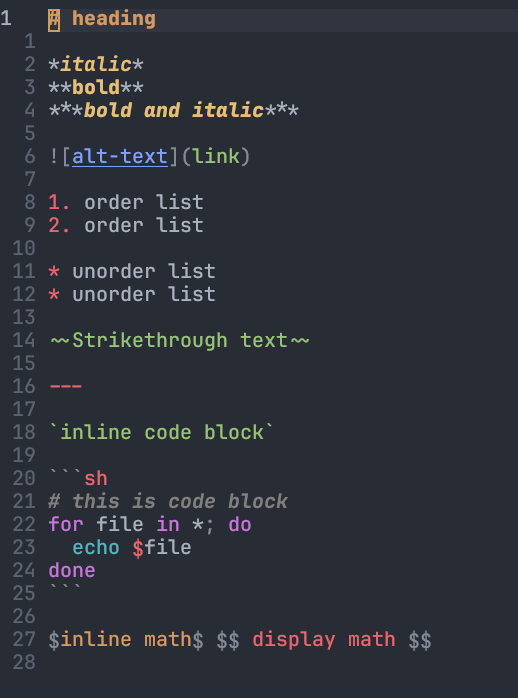 1 # heading
1
2 *italic*
3 **bold**
4 ***bold and italic***
5
6 ![alt-text](link)
7
8 1. order list
9 2. order list
10
11 * unorder list
12 * unorder list
13
14 ~~Strikethrough text~~
15
16 ---
17
18 `inline code block`
19
20 ```sh
21 # this is code block
22 for file in *; do
23   echo $file
24 done
25 ```
26
27 $inline math$ $$ display math $$
28